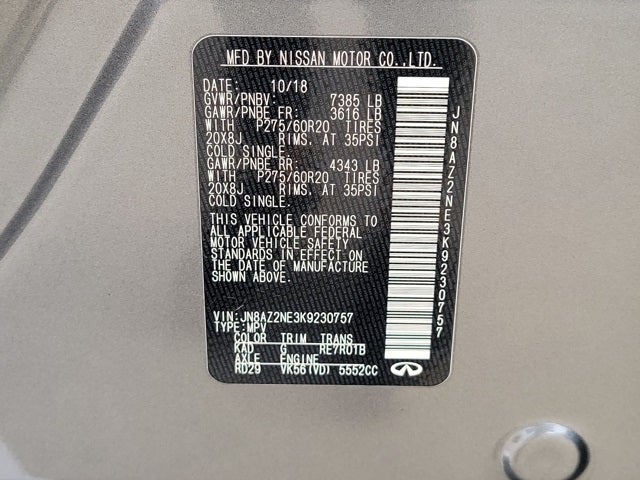 MFD BY NISSAN MOTOR CO.,LTD.
DATE: 10/18
GVWR/PNBV: 7385 LB
GAWR/PNBE FR: 3616 LB
WITH P275/60R20 TIRES
20X8J RIMS. AT 35PSI
COLD SINGLE.
GAWR/PNBE RR: 4343 LB
WITH P275/60R20 TIRES
20X8J RIMS. AT 35PSI
COLD SINGLE.
THIS VEHICLE CONFORMS TO
ALL APPLICABLE FEDERAL
MOTOR VEHICLE SAFETY
STANDARDS IN EFFECT ON
THE DATE OF MANUFACTURE
SHOWN ABOVE.
VIN:JN8AZ2NE3K9230757
TYPE:MPV
COLOR TRIM TRANS
KAD G RE7R01B
AXLE ENGINE
RD29 VK56(VD) 5552CC
JN8AZ2NE3K9230757